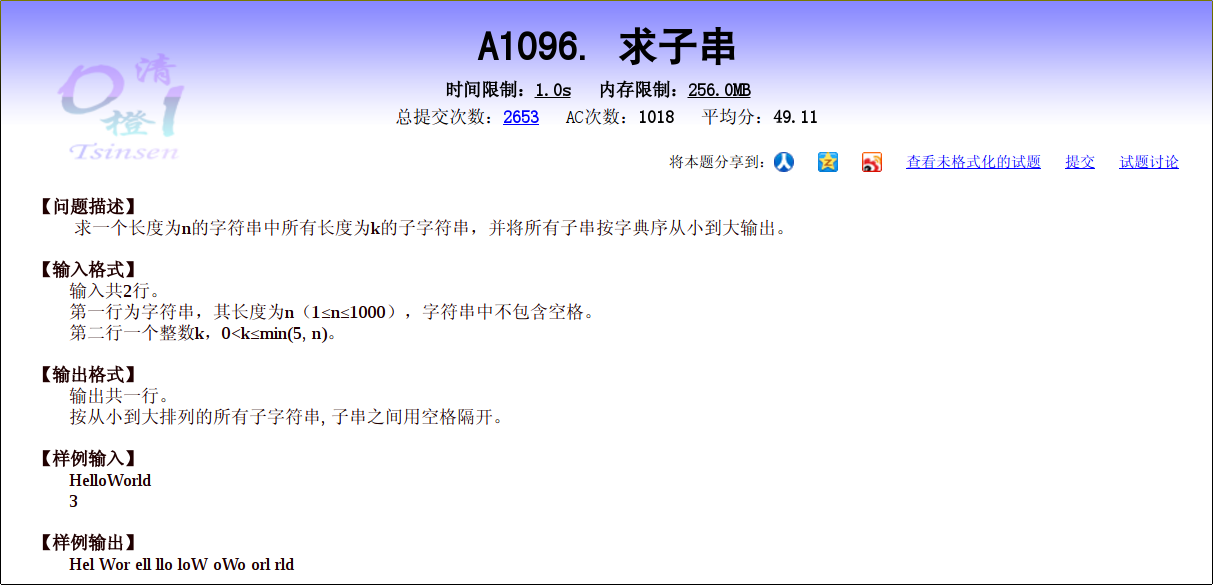 A1096. 求子串
时间限制：1.0s 内存限制：256.0MB
总提交次数：2653 AC次数：1018 平均分：49.11
清
橙
Tsinsen
将本题分享到： 查看未格式化的试题 提交 试题讨论
【问题描述】
求一个长度为n的字符串中所有长度为k的子字符串，并将所有子串按字典序从小到大输出。
【输入格式】
输入共2行。
第一行为字符串，其长度为n（1≤n≤1000），字符串中不包含空格。
第二行一个整数k，0<k≤min(5, n)。
【输出格式】
输出共一行。
按从小到大排列的所有子字符串, 子串之间用空格隔开。
【样例输入】
HelloWorld
3
【样例输出】
Hel Wor ell llo loW oWo orl rld